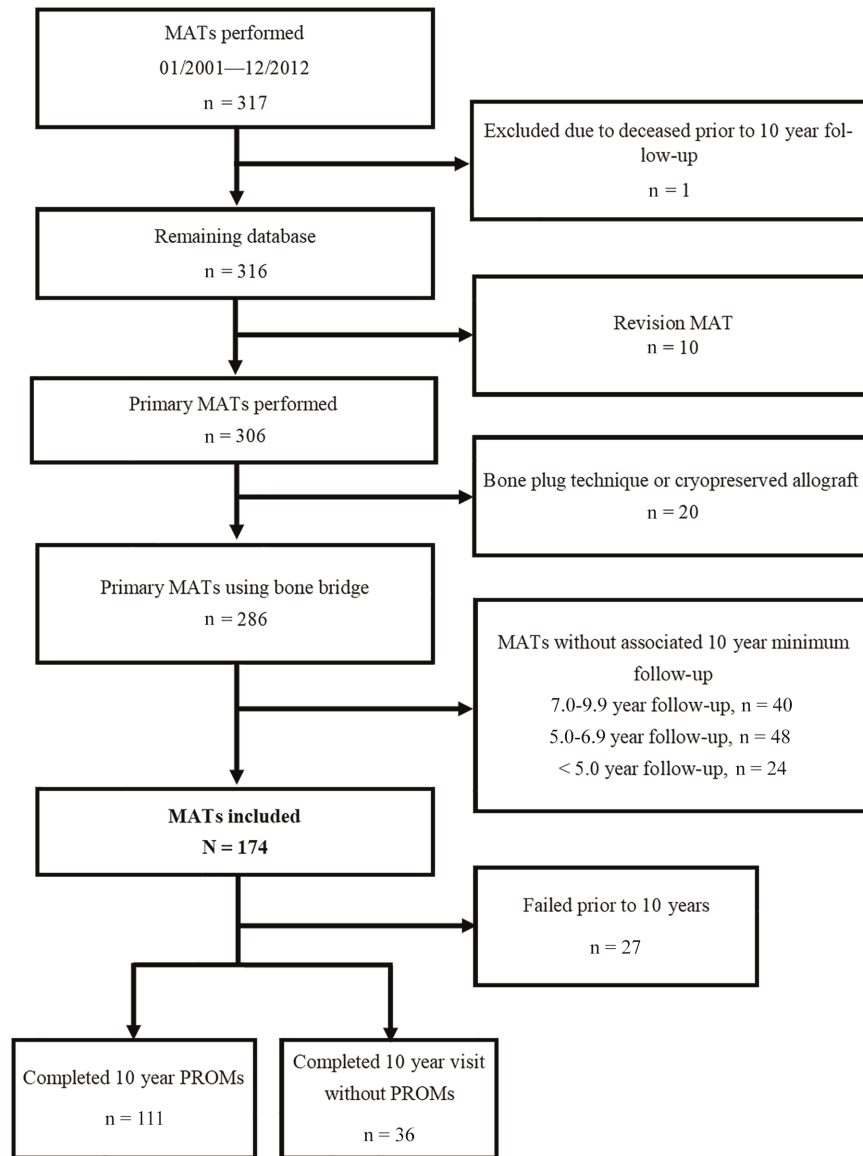 MATs performed
01/2001—12/2012
n = 317
Excluded due to deceased prior to 10 year fol-
low-up
n = 1
Remaining database
n = 316
Revision MAT
n = 10
Primary MATs performed
n = 306
Bone plug technique or cryopreserved allograft
n = 20
Primary MATs using bone bridge
n = 286
MATs without associated 10 year minimum
follow-up
7.0-9.9 year follow-up, n = 40
5.0-6.9 year follow-up, n = 48
< 5.0 year follow-up, n = 24
MATs included
N = 174
Failed prior to 10 years
n = 27
Completed 10 year PROMs
n = 111
Completed 10 year visit
without PROMs
n = 36